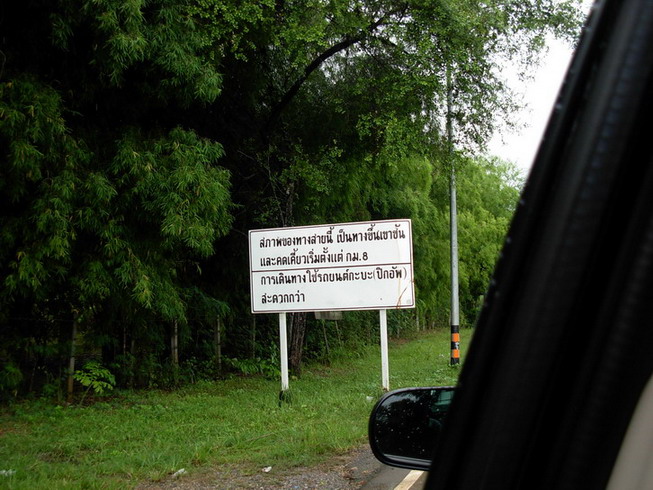 สภาพของทางสายนี้ เป็นทางขึ้นเขาชัน
และคดเคี้ยวเริ่มตั้งแต่ กม.8
การเดินทางใช้รถยนต์กะบะ(ปิกอัพ)
สะดวกกว่า